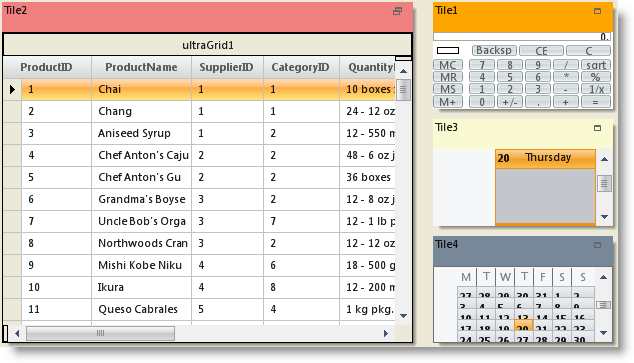 Tile2
ultraGrid1
ProductID ProductName SupplierID CategoryID Quantity
1 Chai 1 1 10 boxes
2 Chang 1 1 24 - 12 oz
3 Aniseed Syrup 1 2 12 - 550 m
4 Chef Anton's Caju 2 2 48 - 6 oz j
5 Chef Anton's Gu 2 2 36 boxes
6 Grandma's Boyse 3 2 12 - 8 oz j
7 Uncle Bob's Orga 3 7 12 - 1 lb p
8 Northwoods Cran 3 2 12 - 12 oz
9 Mishi Kobe Niku 4 6 18 - 500 g
10 Ikura 4 8 12 - 200 m
11 Queso Cabrales 5 4 1 kg pkg.
Tile1
0.
Backsp CE C
MC 7 8 9 / sqrt
MR 4 5 6 * %
MS 1 2 3 - 1/x
M+ 0 +/- . + =
Tile3
20 Thursday
Tile4
M T W T F S S
27 28 29 30 31 1 2
3 4 5 6 7 8 9
10 11 12 13 14 15 16
17 18 19 20 21 22 23
24 25 26 27 28 29 30